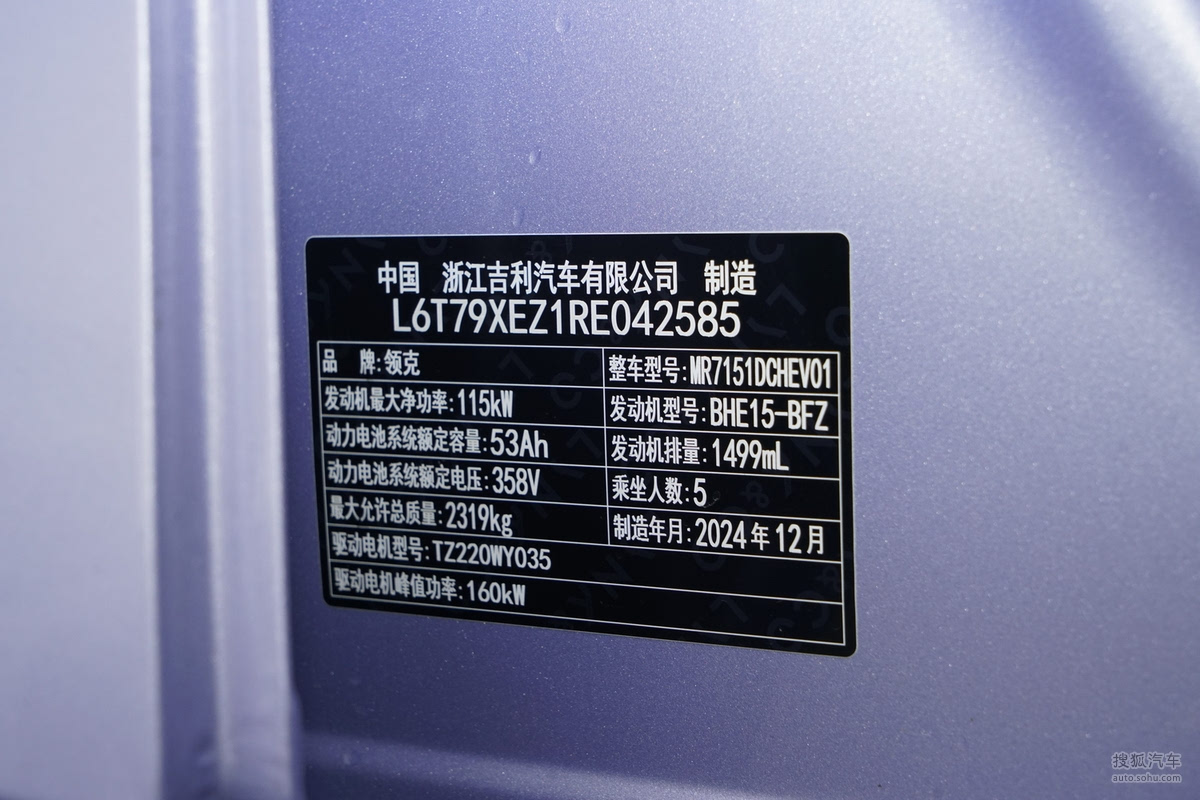 中国 浙江吉利汽车有限公司 制造
L6T79XEZ1RE042585
品 牌:领克 整车型号:MR7151DCHEV01
发动机最大净功率:115kW 发动机型号:BHE15-BFZ
动力电池系统额定容量:53Ah 发动机排量:1499mL
动力电池系统额定电压:358V 乘坐人数:5
最大允许总质量:2319kg 制造年月:2024年12月
驱动电机型号:TZ220WY035
驱动电机峰值功率:160kW
搜狐汽车
auto.sohu.com